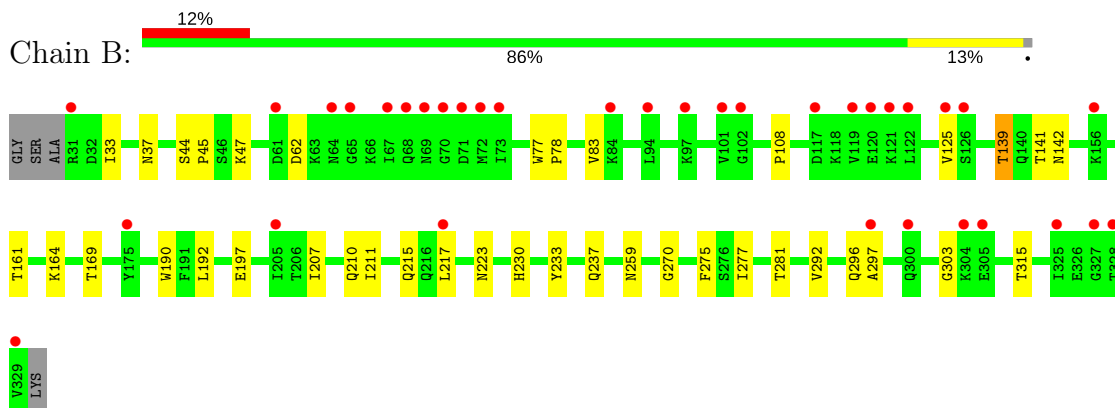 12%
Chain B:
86% 13% •
GLY SER ALA R31 D32 I33 N37 S44 P45 S46 K47 D61 D62 K63 N64 G65 K66 I67 Q68 N69 G70 D71 M72 I73 W77 P78 V83 K84 L94 K97 V101 G102 P108 D117 K118 V119 E120 K121 L122 V125 S126 T139 Q140 T141 N142 K156
T161 K164 T169 Y175 W190 F191 L192 E197 I205 T206 I207 Q210 I211 Q215 Q216 L217 N223 H230 Y233 Q237 N259 G270 F275 S276 I277 T281 V292 Q296 A297 Q300 G303 K304 E305 T315 I325 E326 G327 T328
V329 LYS